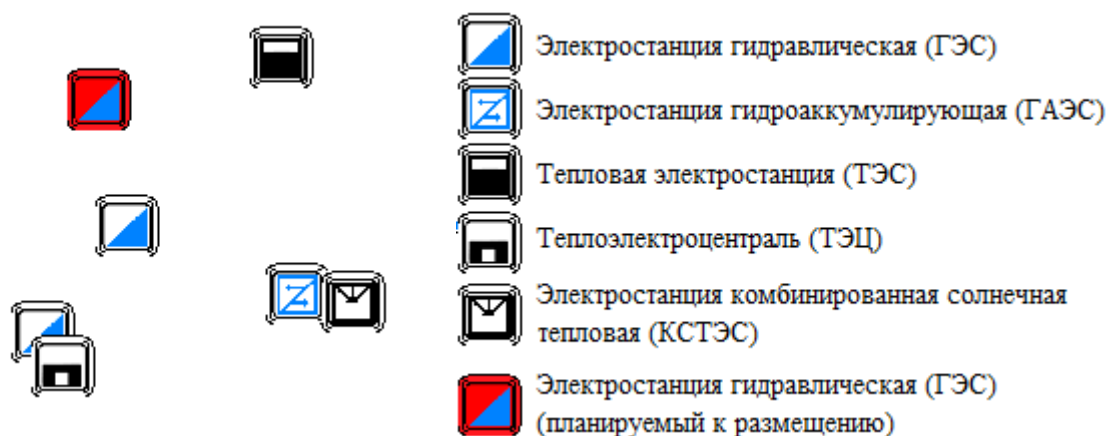 Электростанция гидравлическая (ГЭС)
Электростанция гидроаккумулирующая (ГАЭС)
Тепловая электростанция (ТЭС)
Теплоэлектроцентраль (ТЭЦ)
Электростанция комбинированная солнечная
тепловая (КСТЭС)
Электростанция гидравлическая (ГЭС)
(планируемый к размещению)